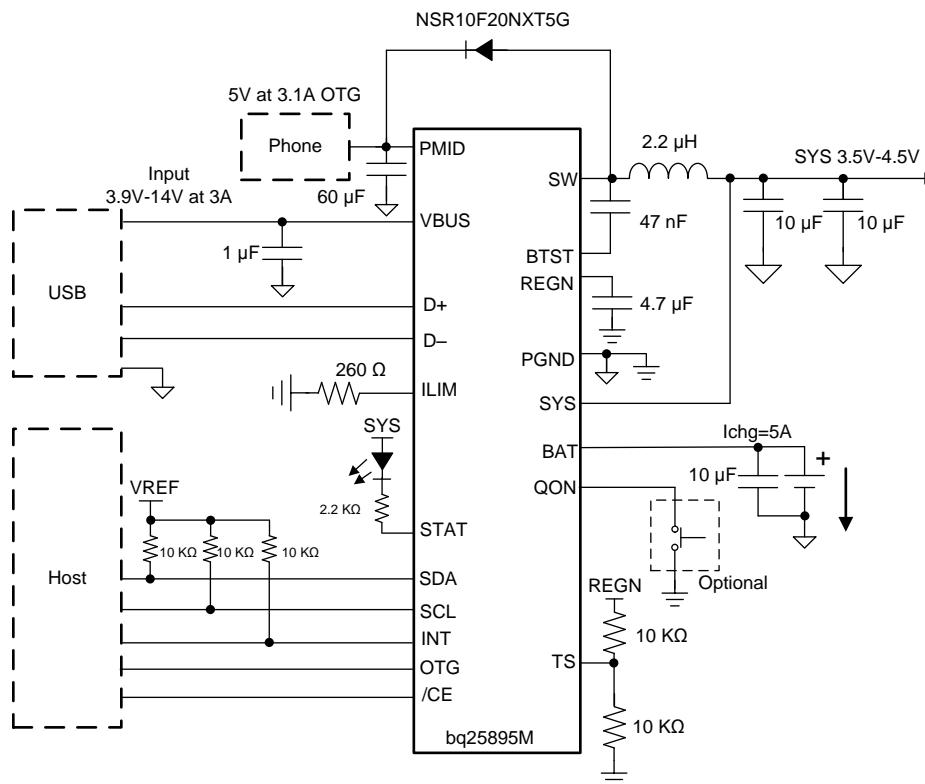 NSR10F20NXT5G
5V at 3.1A OTG
Phone
PMID
60 µF
2.2 µH
SYS 3.5V-4.5V
SW
Input
3.9V-14V at 3A
VBUS
1 µF
47 nF
10 µF
10 µF
BTST
REGN
4.7 µF
USB
D+
D–
PGND
260 Ω
ILIM
SYS
SYS
BAT
Ichg=5A
10 µF
+
QON
VREF
2.2 KΩ
STAT
10 KΩ
10 KΩ
10 KΩ
Optional
Host
SDA
REGN
SCL
10 KΩ
INT
TS
OTG
/CE
10 KΩ
bq25895M